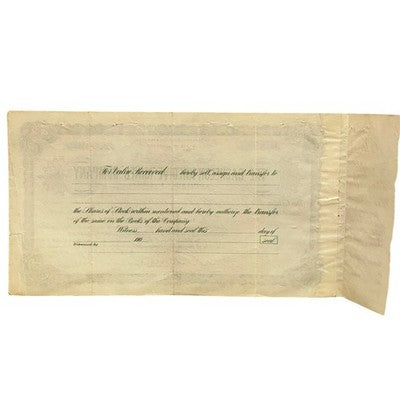 For Value Received hereby sell, assign and transfer to
the Shares of Stock within mentioned and hereby authorize the transfer
of the same on the Books of the Company.
Witness hand and seal this day of
190
Witnessed by seal